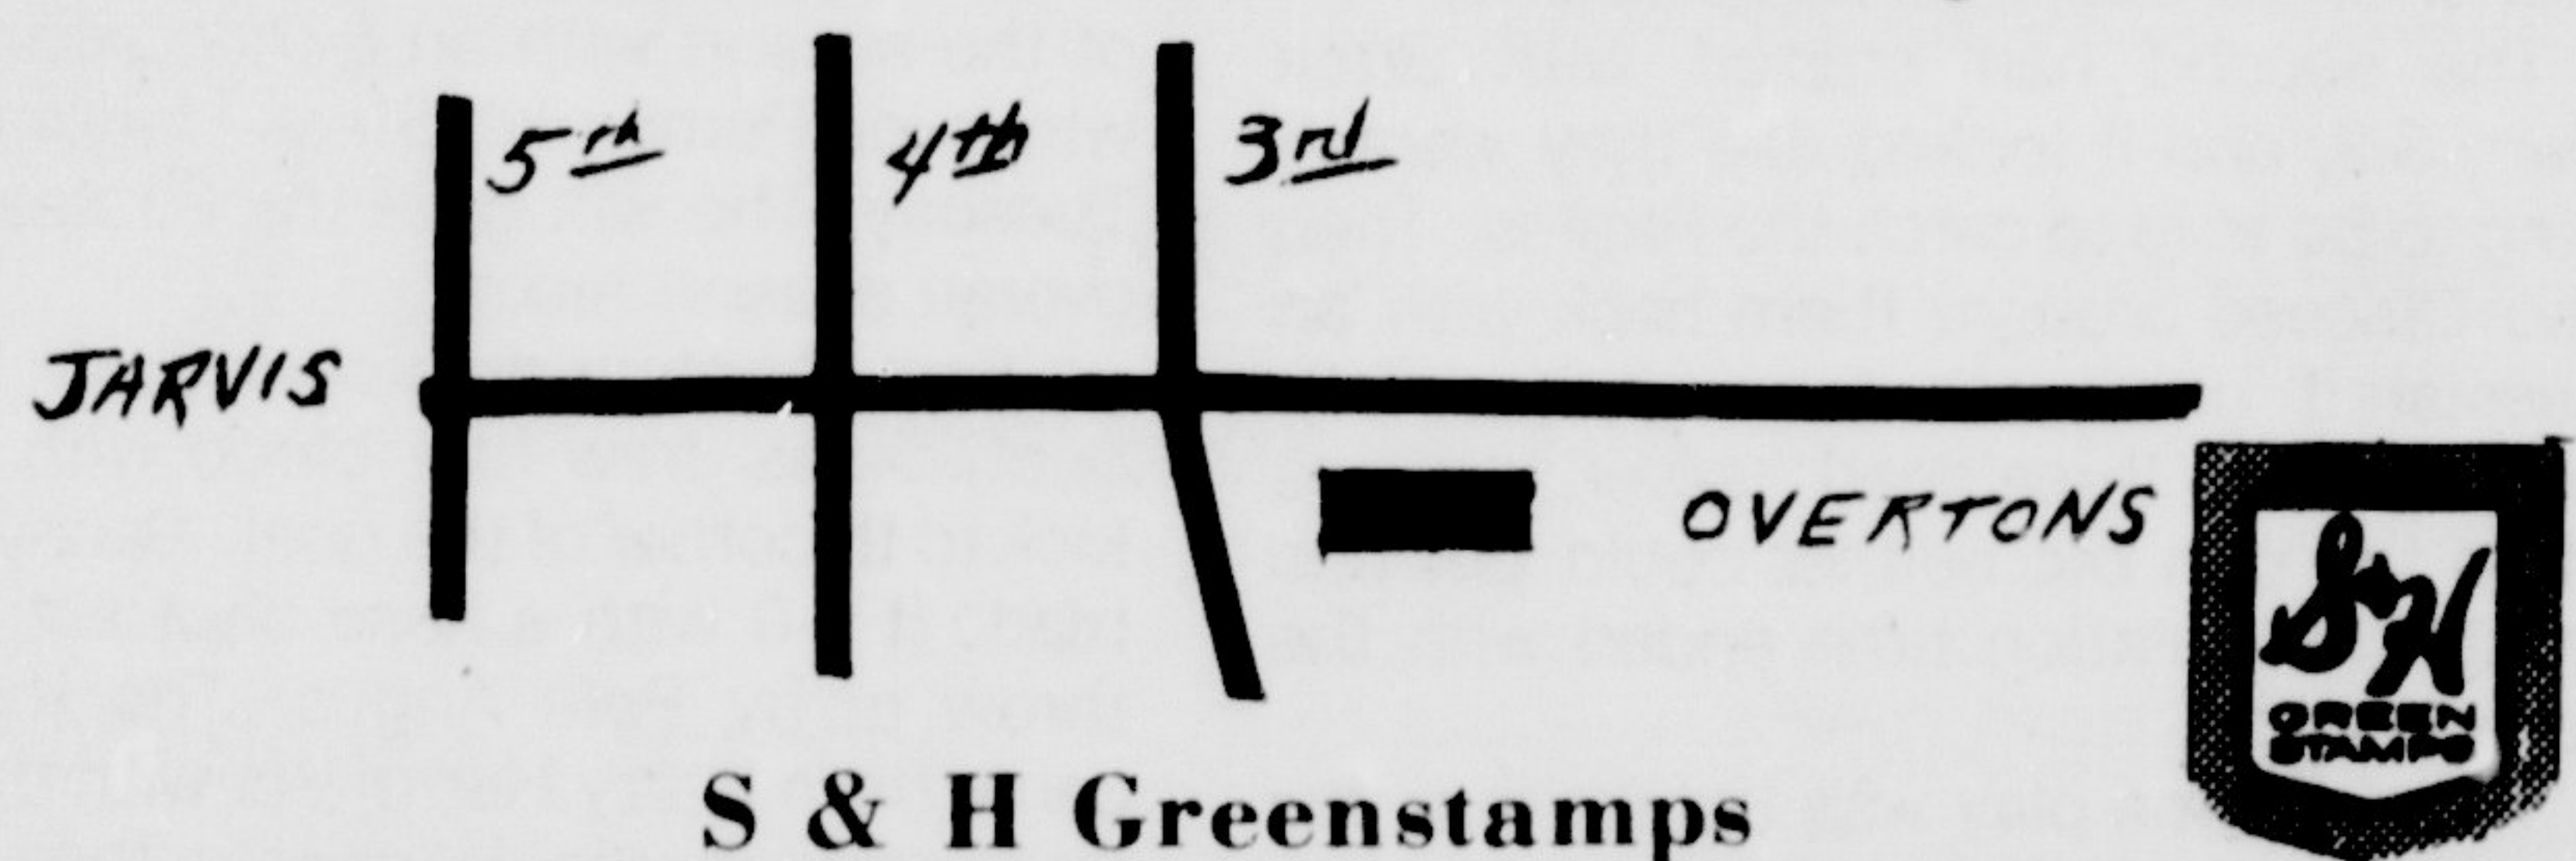 5th
4th
3rd
JARVIS
OVERTONS
S&H
GREEN
STAMPS
S & H Greenstamps